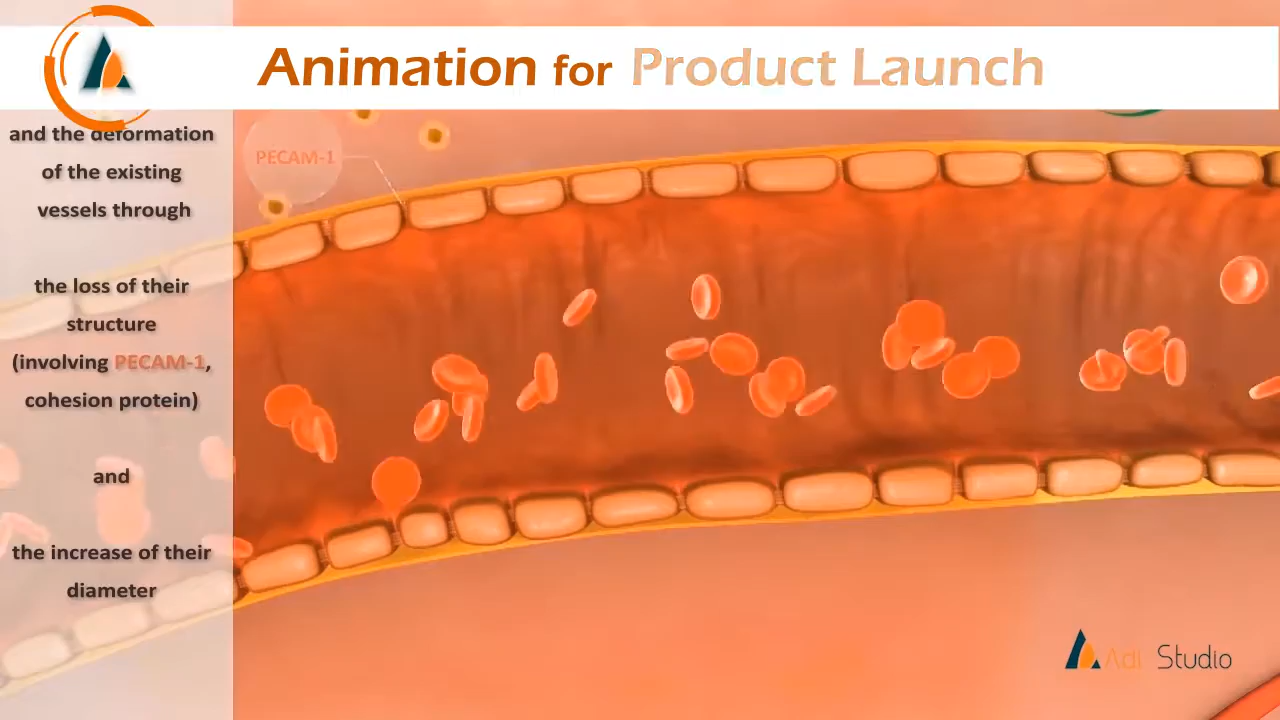 Animation for Product Launch
and the deformation
of the existing
vessels through
the loss of their
structure
(involving PECAM-1,
cohesion protein)
and
the increase of their
diameter
PECAM-1
Adi Studio